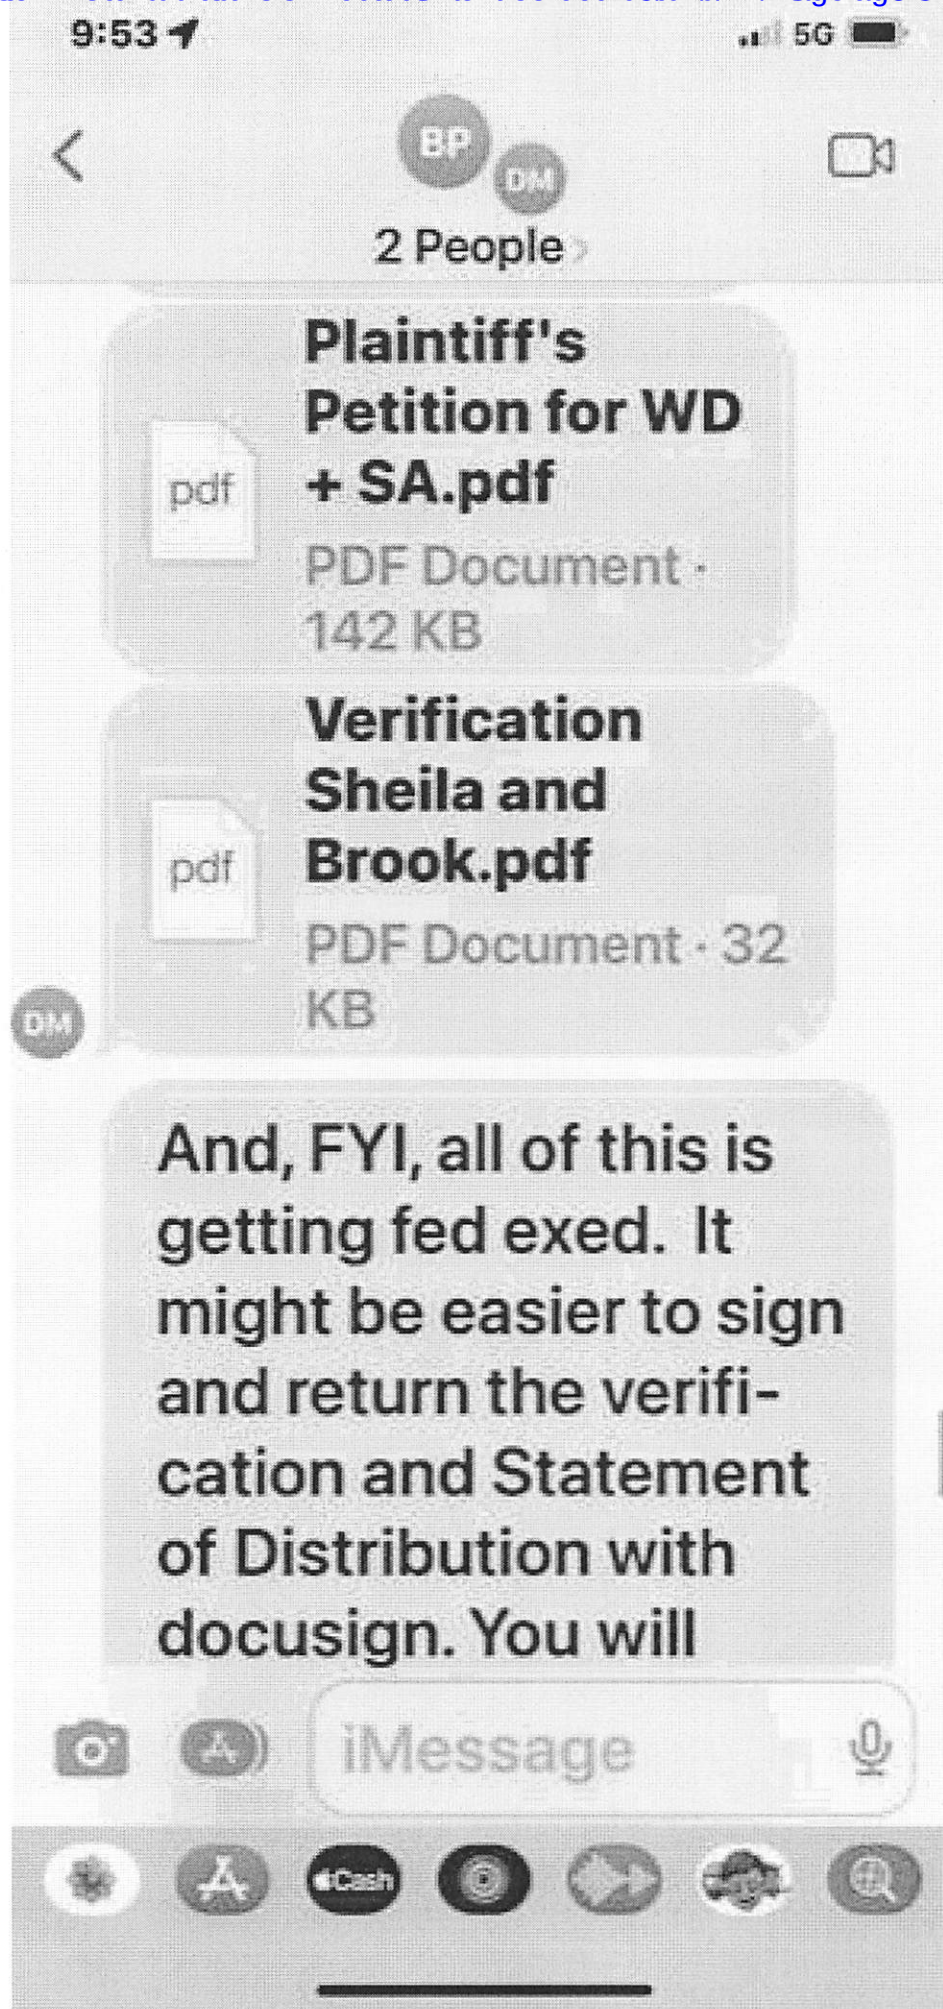 9:53
5G
BP
DM
2 People
Plaintiff's
Petition for WD
+ SA.pdf
pdf
PDF Document ·
142 KB
Verification
Sheila and
Brook.pdf
pdf
PDF Document · 32
KB
DM
And, FYI, all of this is
getting fed exed.  It
might be easier to sign
and return the verifi-
cation and Statement
of Distribution with
docusign. You will
iMessage
Cash